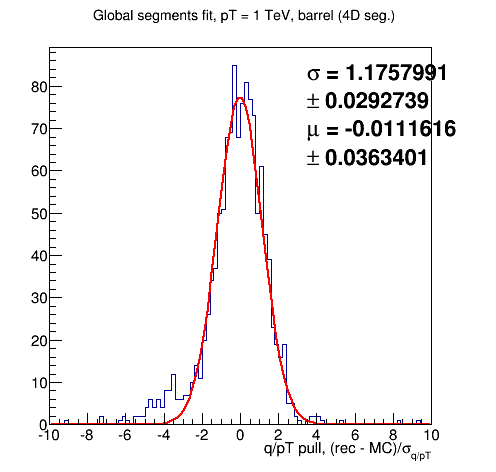 Global segments fit, pT = 1 TeV, barrel (4D seg.)
σ = 1.1757991
± 0.0292739
μ = -0.0111616
± 0.0363401
80
70
60
50
40
30
20
10
0
-10 -8 -6 -4 -2 0 2 4 6 8 10
q/pT pull, (rec - MC)/σq/pT